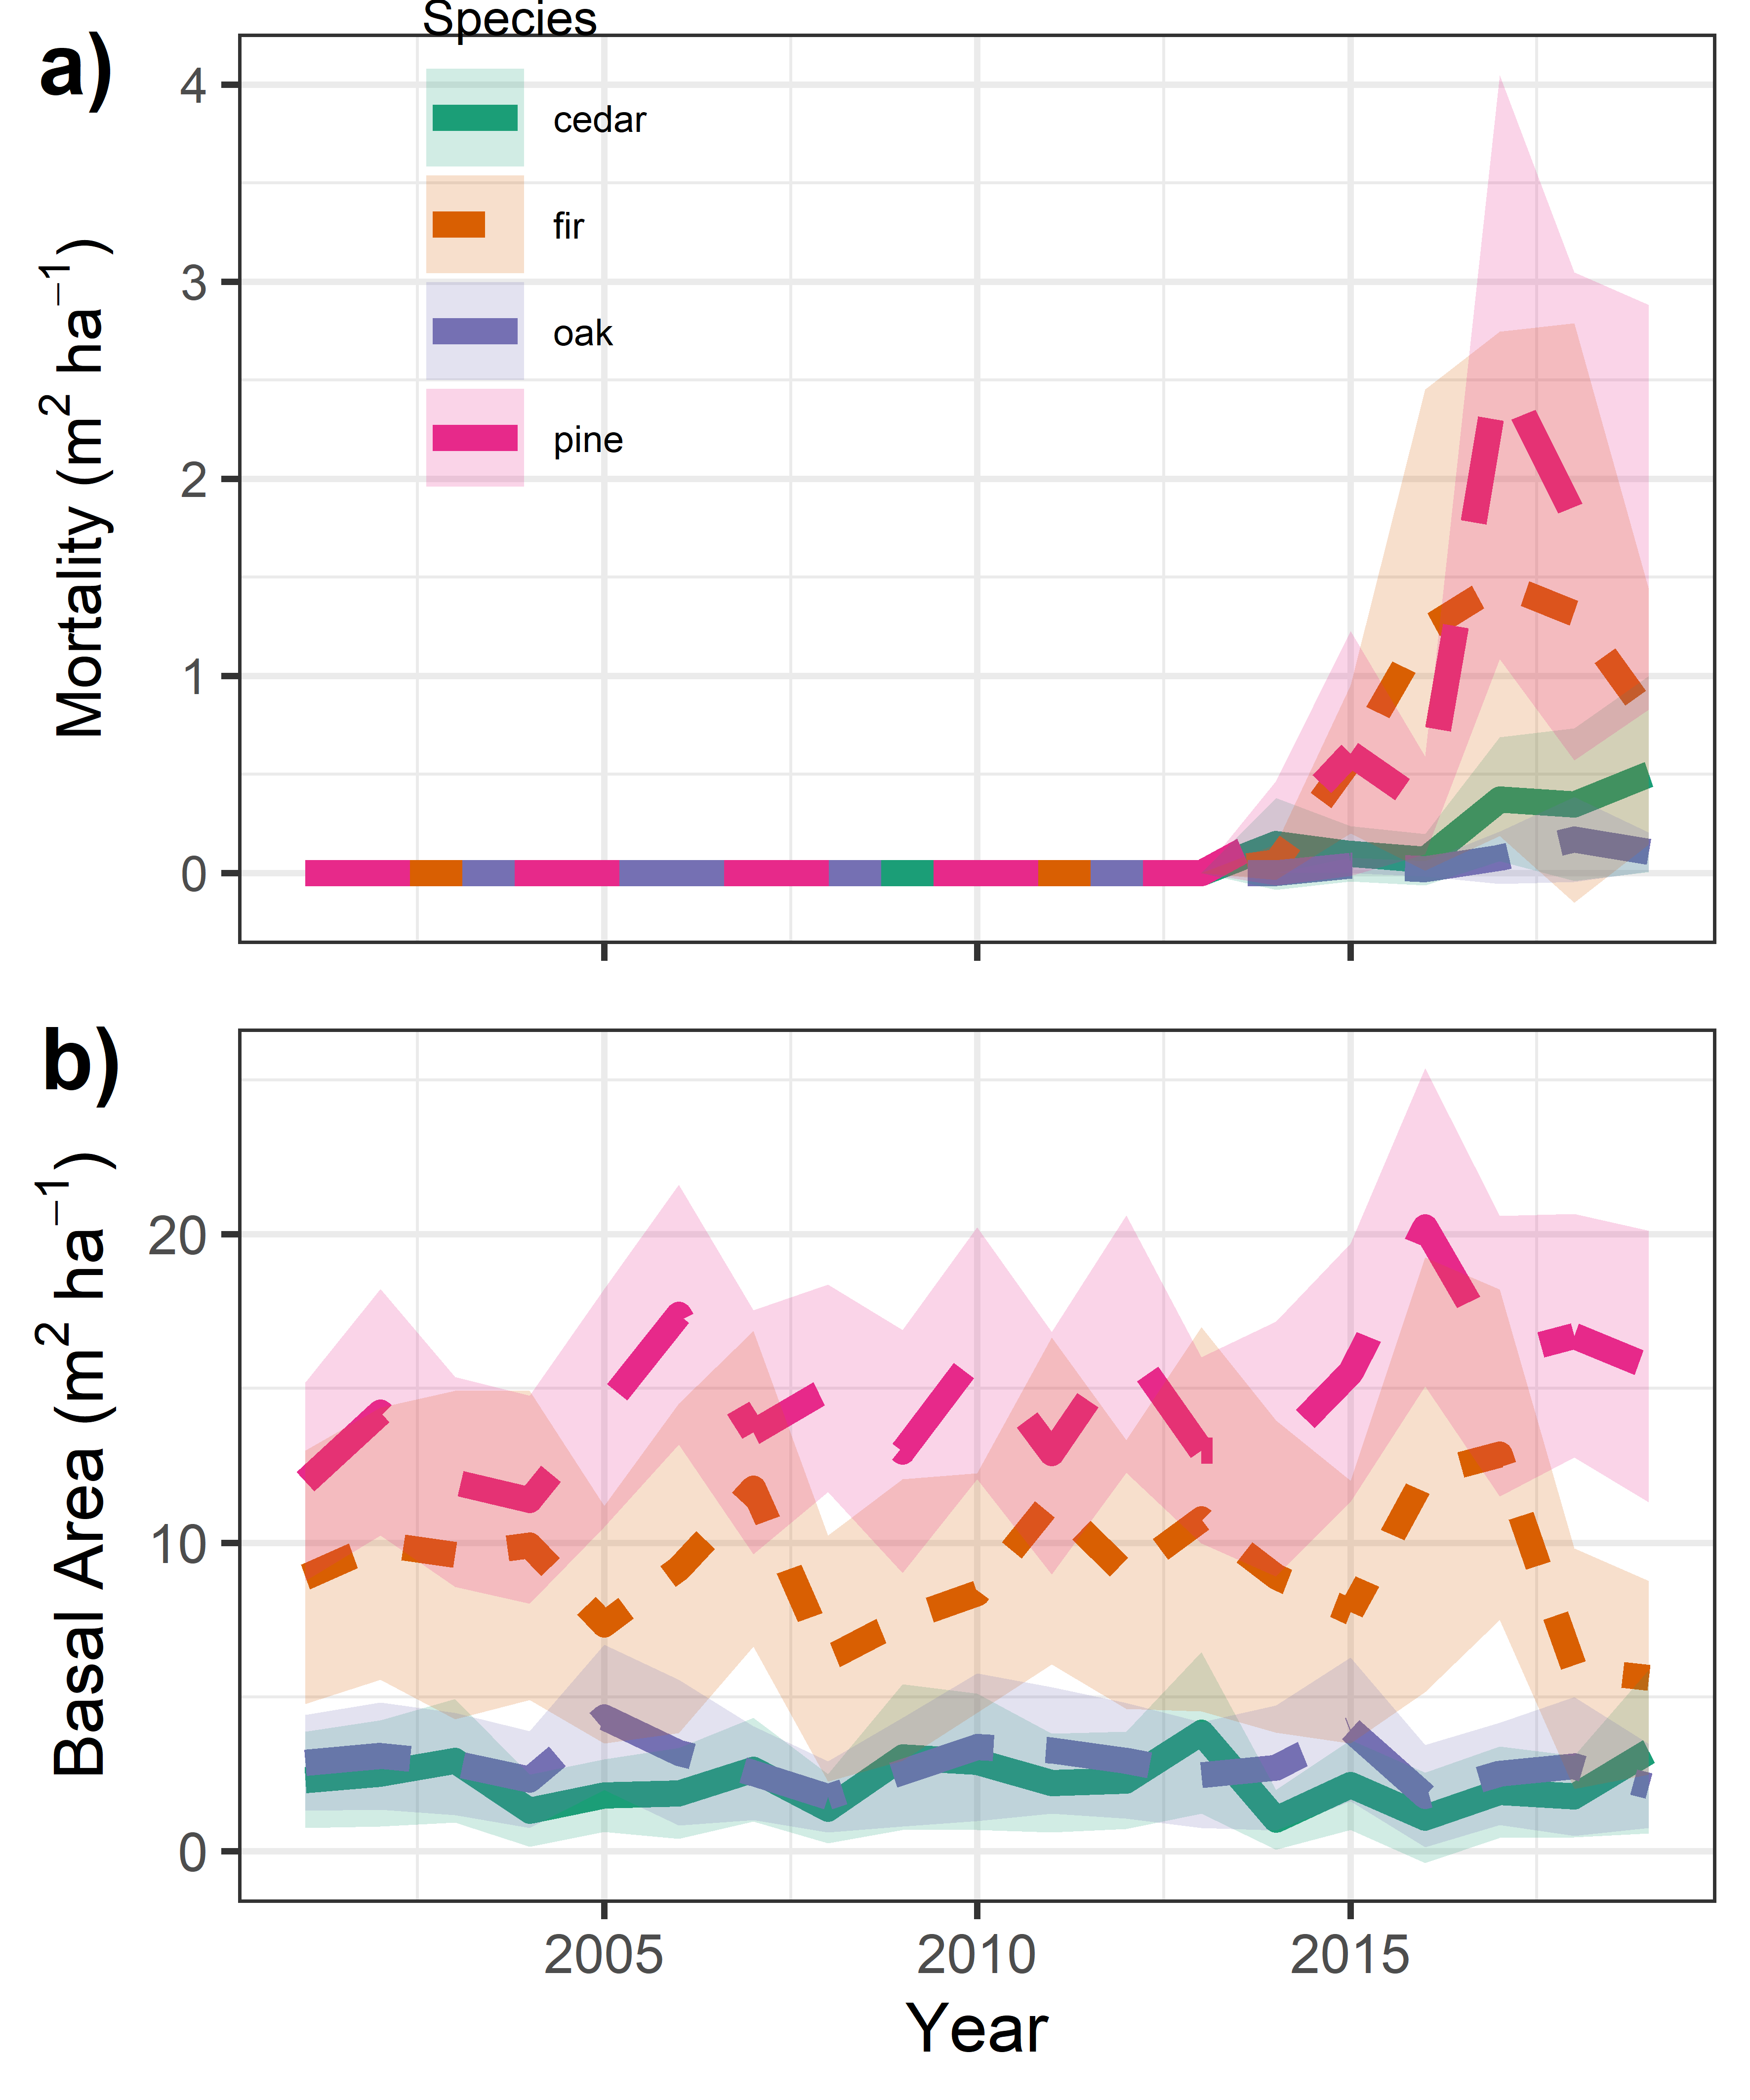 Species
a)
cedar
fir
oak
pine
4
3
2
1
0
Mortality (m² ha⁻¹)
b)
20
10
0
Basal Area (m² ha⁻¹)
2005 2010 2015
Year